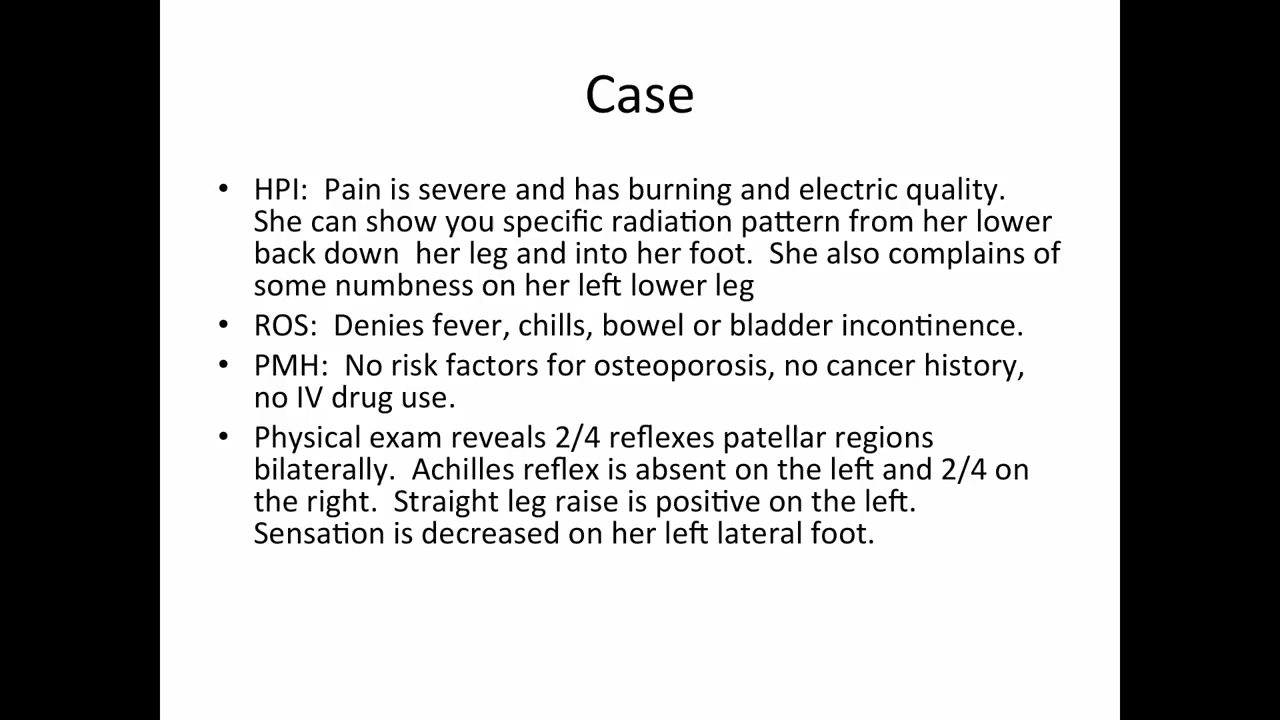 Case
• HPI: Pain is severe and has burning and electric quality.
She can show you specific radiation pattern from her lower
back down her leg and into her foot. She also complains of
some numbness on her left lower leg
• ROS: Denies fever, chills, bowel or bladder incontinence.
• PMH: No risk factors for osteoporosis, no cancer history,
no IV drug use.
• Physical exam reveals 2/4 reflexes patellar regions
bilaterally. Achilles reflex is absent on the left and 2/4 on
the right. Straight leg raise is positive on the left.
Sensation is decreased on her left lateral foot.